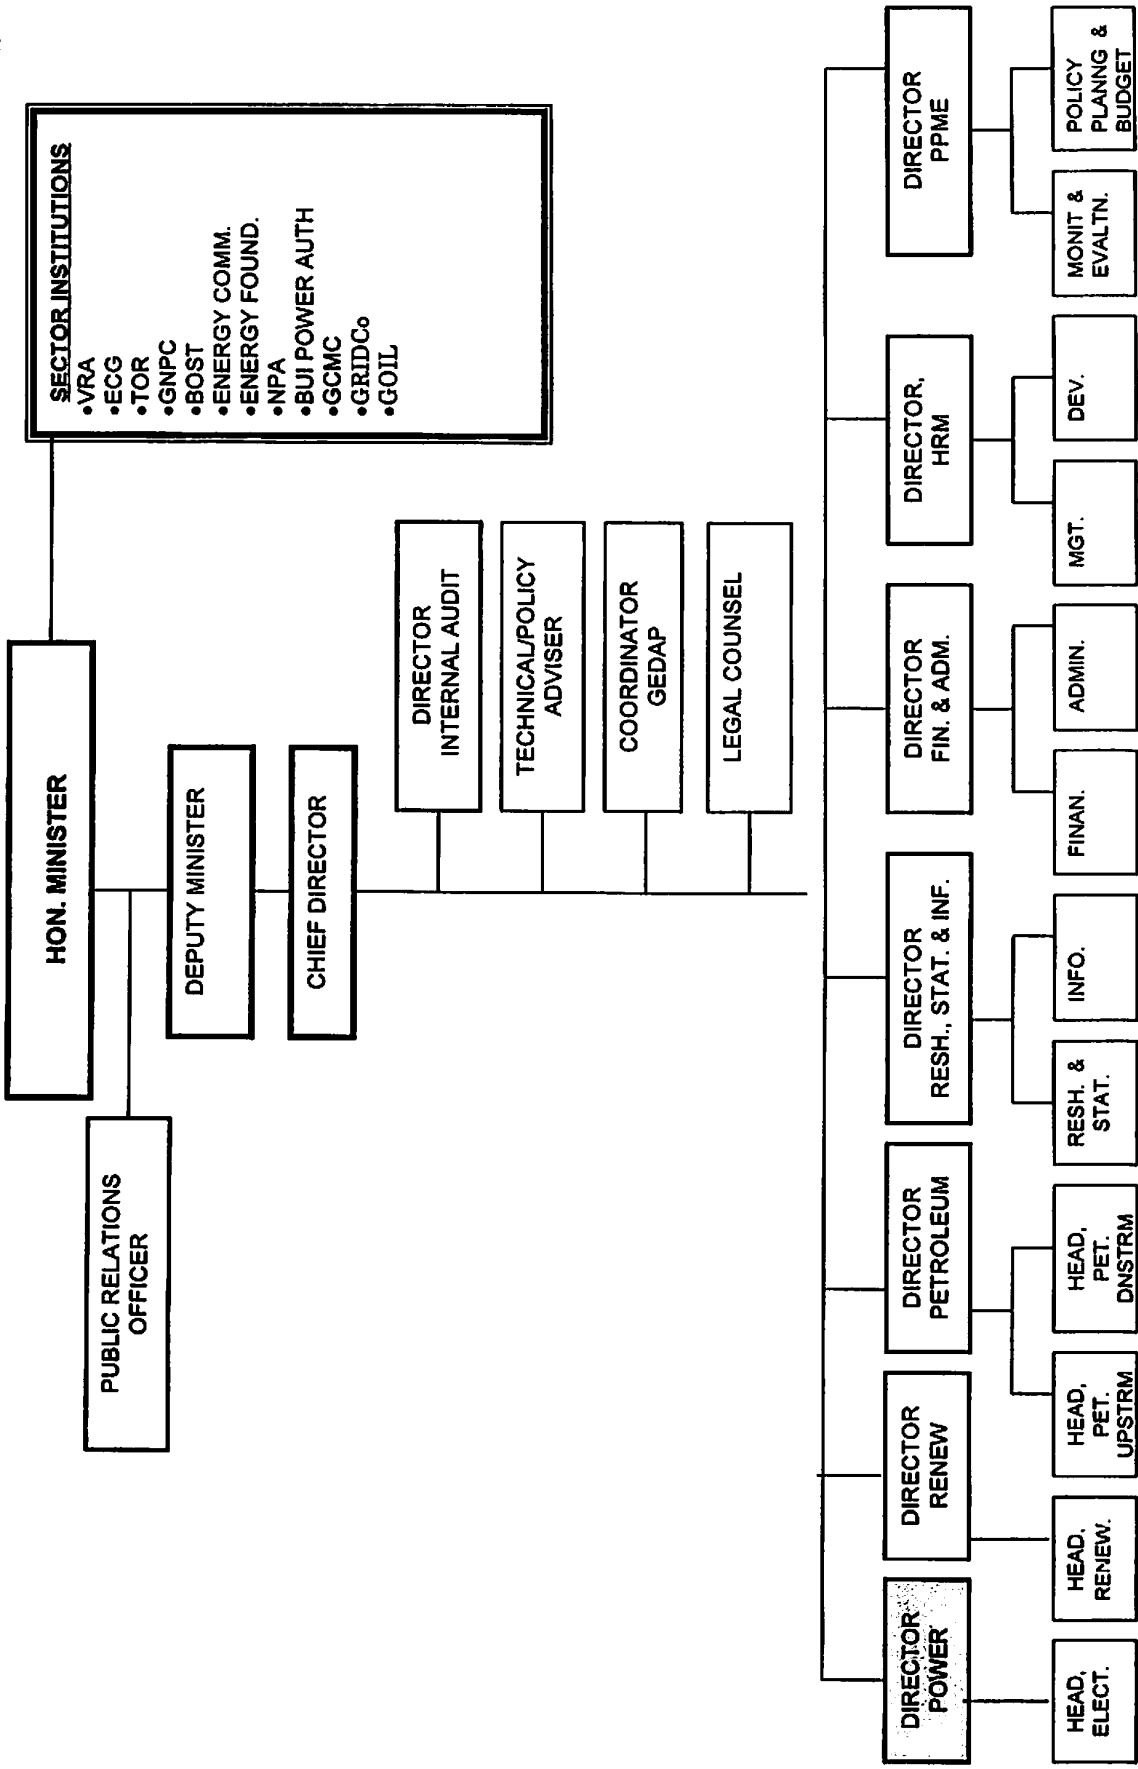 HON. MINISTER
SECTOR INSTITUTIONS
•VRA
•ECG
•TOR
•GNPC
•BOST
•ENERGY COMM.
•ENERGY FOUND.
•NPA
•BUI POWER AUTH
•GCMC
•GRIDCo
•GOIL
PUBLIC RELATIONS
OFFICER
DEPUTY MINISTER
CHIEF DIRECTOR
DIRECTOR
INTERNAL AUDIT
TECHNICAL/POLICY
ADVISER
COORDINATOR
GEDAP
LEGAL COUNSEL
DIRECTOR
POWER
DIRECTOR
RENEW
DIRECTOR
PETROLEUM
DIRECTOR
RESH., STAT. & INF.
DIRECTOR
FIN. & ADM.
DIRECTOR,
HRM
DIRECTOR
PPME
HEAD,
ELECT.
HEAD,
RENEW.
HEAD,
PET.
UPSTRM
HEAD,
PET.
DNSTRM
RESH. &
STAT.
INFO.
FINAN.
ADMIN.
MGT.
DEV.
MONIT &
EVALTN.
POLICY
PLANNG &
BUDGET